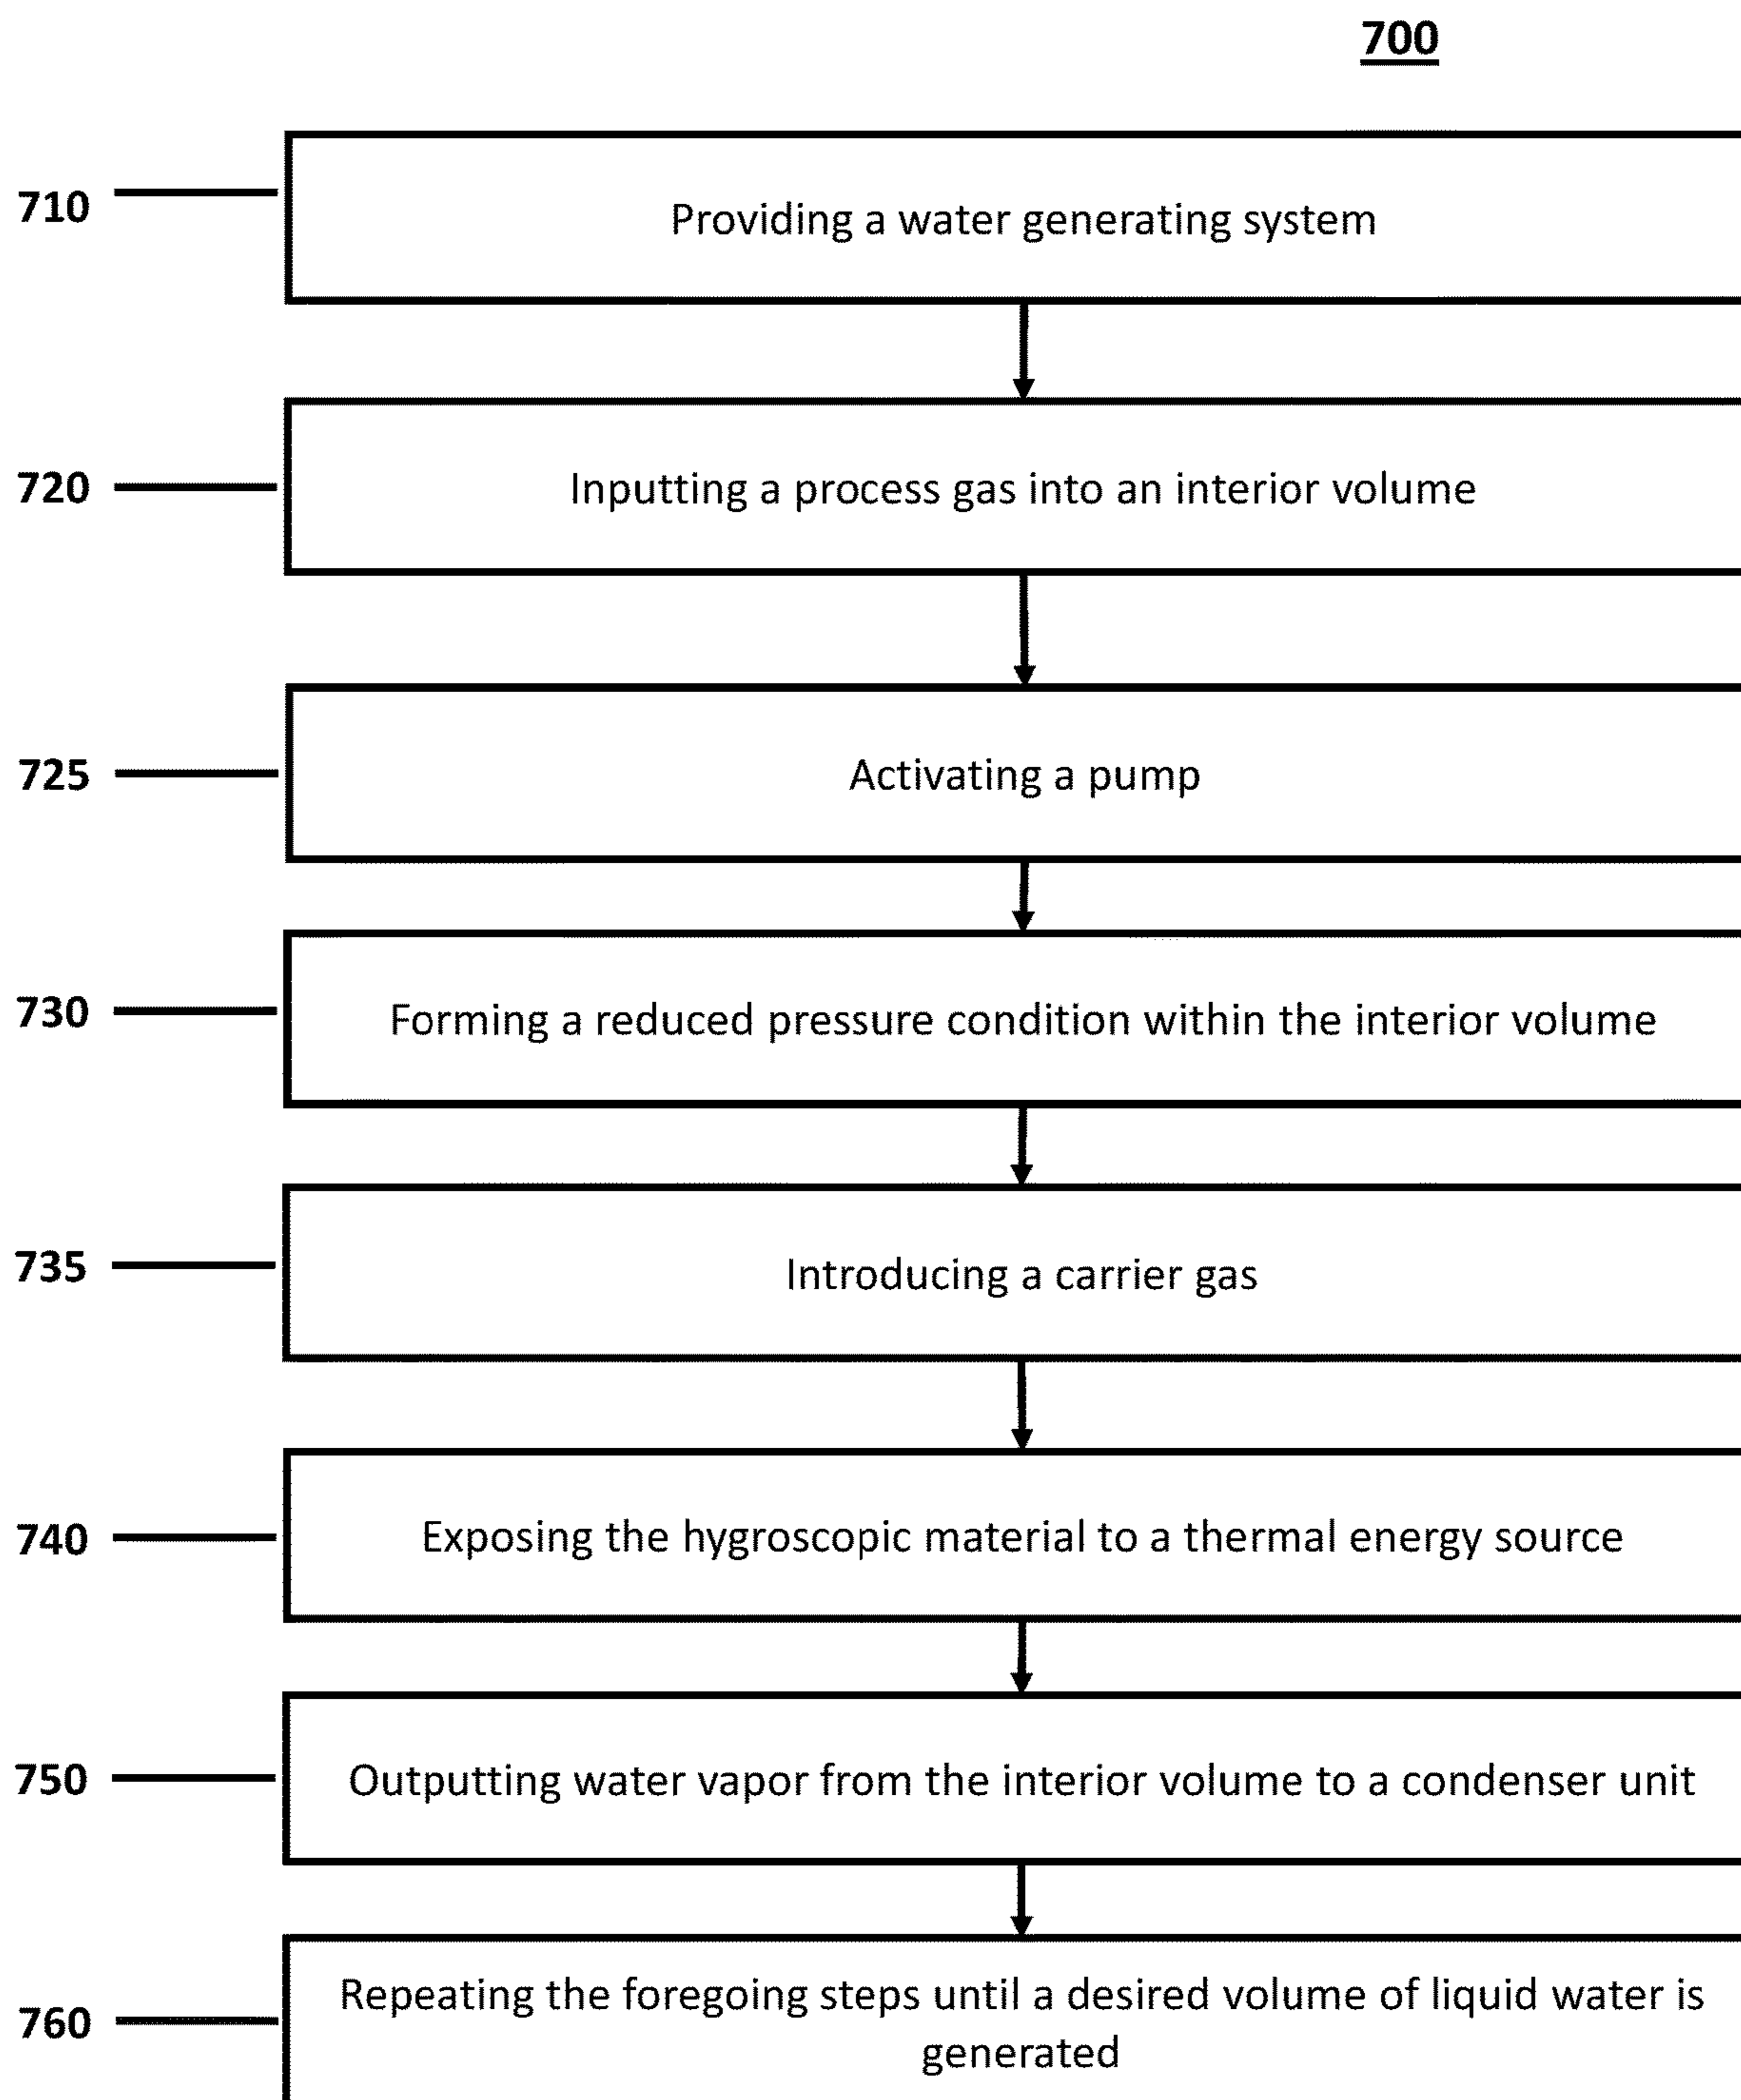 700
710
Providing a water generating system
720
Inputting a process gas into an interior volume
725
Activating a pump
730
Forming a reduced pressure condition within the interior volume
735
Introducing a carrier gas
740
Exposing the hygroscopic material to a thermal energy source
750
Outputting water vapor from the interior volume to a condenser unit
760
Repeating the foregoing steps until a desired volume of liquid water is
generated